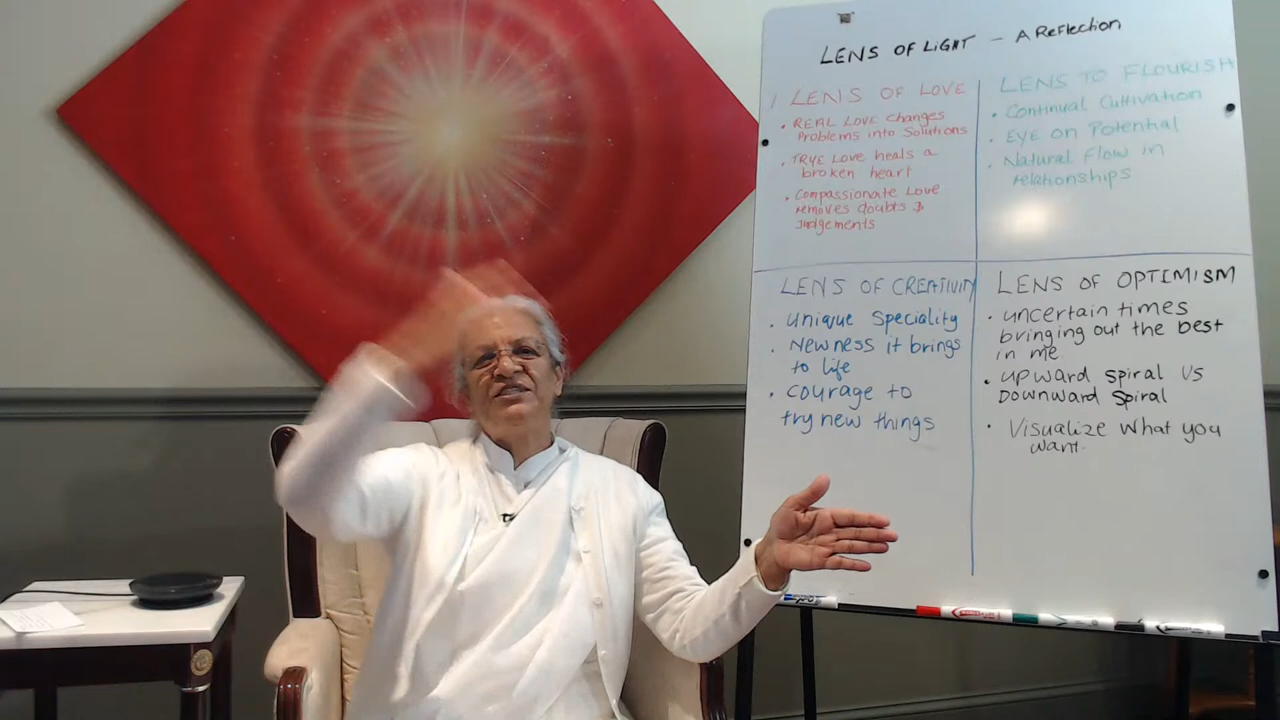 LENS OF LIGHT - A Reflection
LENS OF LOVE
• REAL LOVE changes
Problems into Solutions
• TRYE Love heals a
broken heart
• Compassionate Love
removes doubts &
Judgements
LENS TO FLOURISH
• Continual Cultivation
• Eye on Potential
• Natural Flow in
relationships
LENS OF CREATIVITY
• Unique Speciality
• Newness it brings
to life
• Courage to
try new things
LENS OF OPTIMISM
• uncertain times
bringing out the best
in me
• upward spiral vs
Downward spiral
• Visualize what you
want.